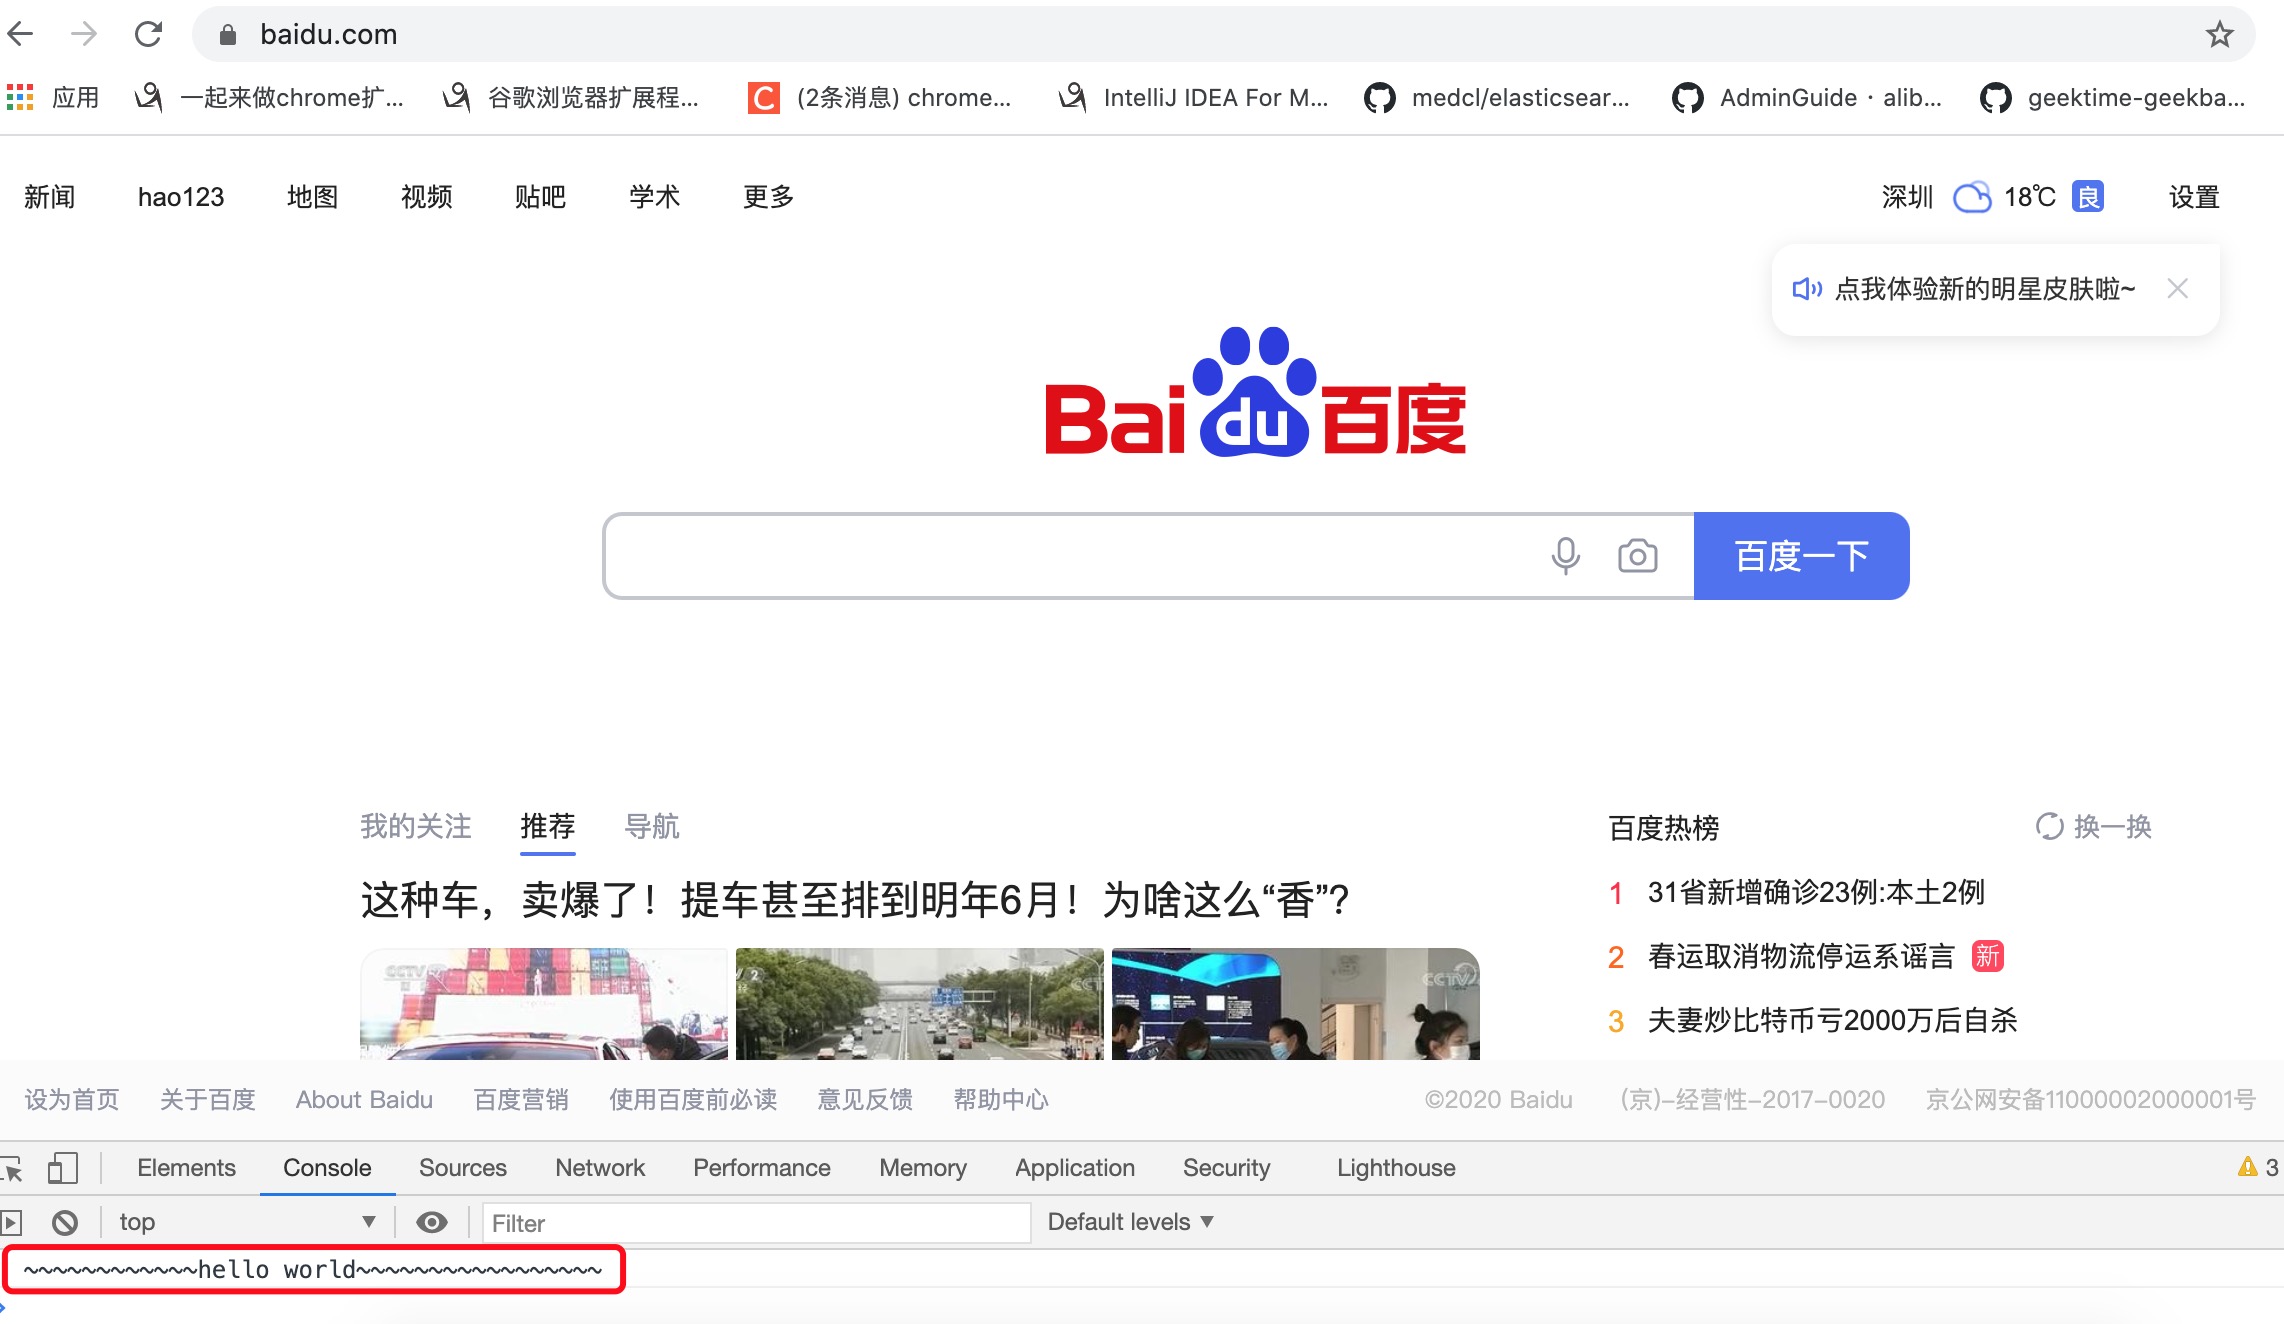 baidu.com
应用 一起来做chrome扩... 谷歌浏览器扩展程... C (2条消息) chrome... IntelliJ IDEA For M... medcl/elasticsear... AdminGuide · alib... geektime-geekba...
新闻 hao123 地图 视频 贴吧 学术 更多 深圳 18℃ 良 设置
点我体验新的明星皮肤啦~
Bai du 百度
百度一下
我的关注 推荐 导航 百度热榜 换一换
这种车，卖爆了！提车甚至排到明年6月！为啥这么“香”？
1 31省新增确诊23例:本土2例
2 春运取消物流停运系谣言 新
3 夫妻炒比特币亏2000万后自杀
CCTV 2 CCTV
设为首页 关于百度 About Baidu 百度营销 使用百度前必读 意见反馈 帮助中心 ©2020 Baidu (京)-经营性-2017-0020 京公网安备11000002000001号
Elements Console Sources Network Performance Memory Application Security Lighthouse 3
top Filter Default levels
~~~~~~~~~~~~hello world~~~~~~~~~~~~~~~~~